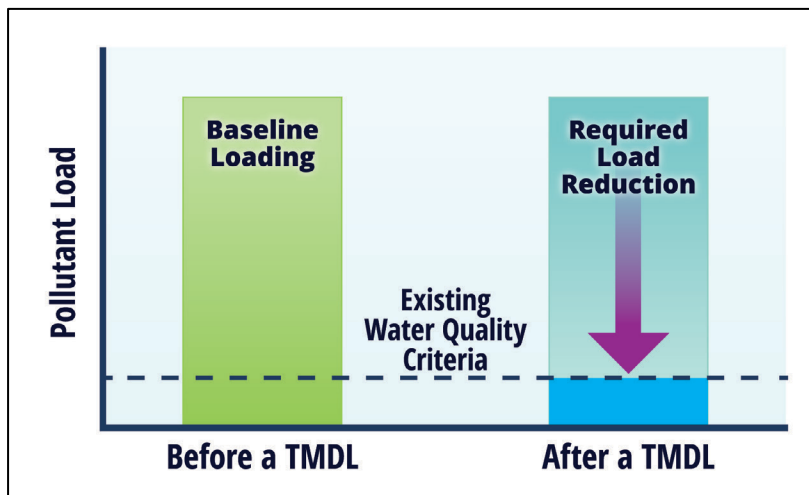 Baseline
Loading
Required
Load
Reduction
Pollutant Load
Existing
Water Quality
Criteria
Before a TMDL
After a TMDL